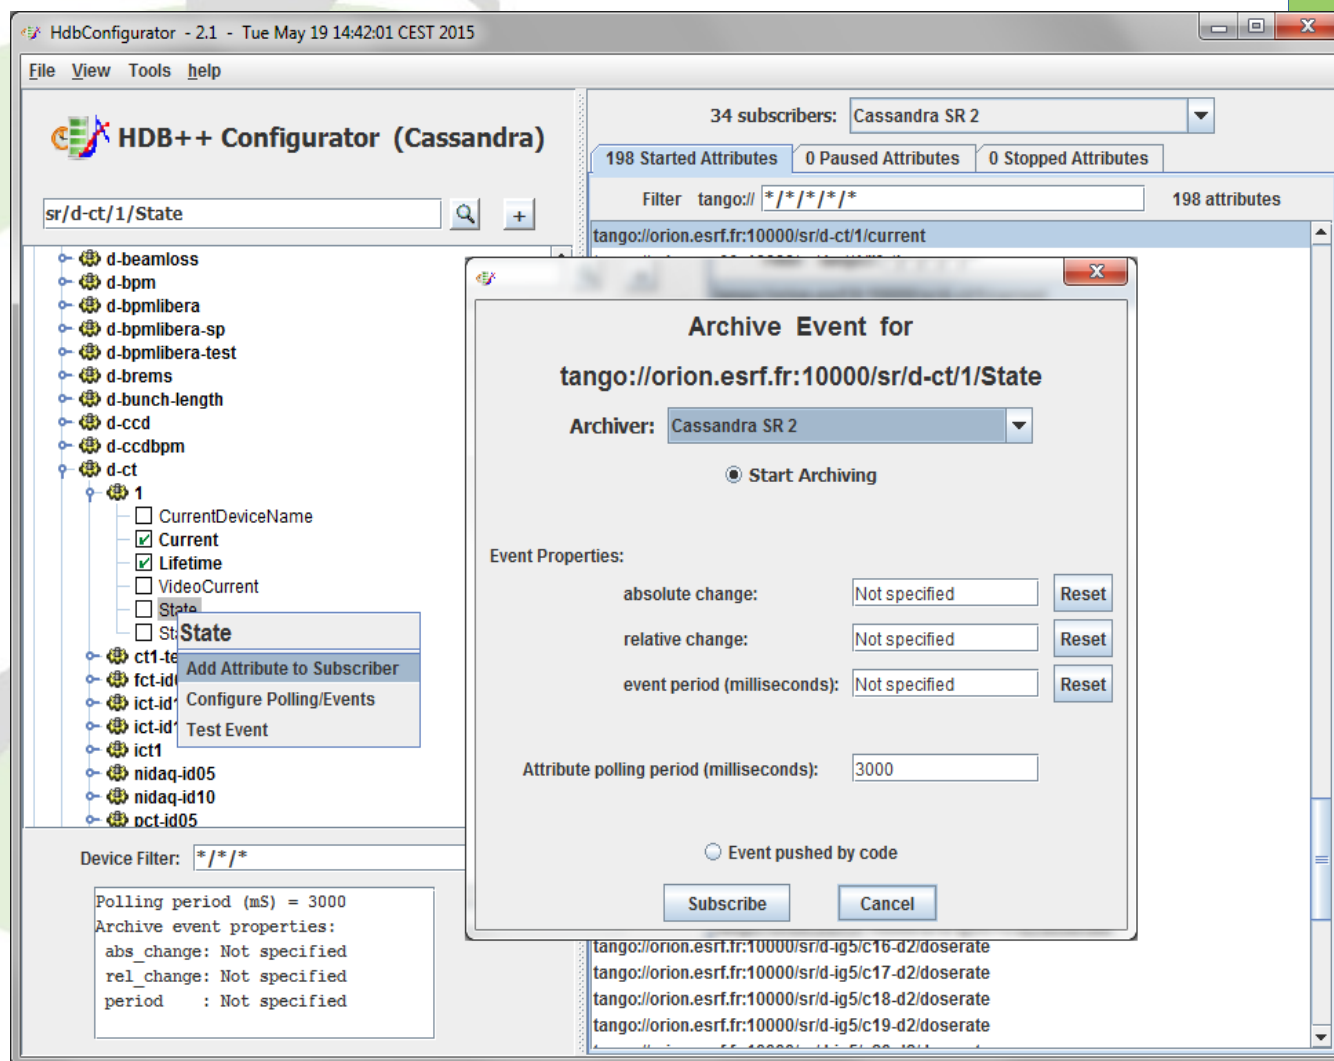 HdbConfigurator - 2.1 - Tue May 19 14:42:01 CEST 2015
File View Tools help
HDB++ Configurator (Cassandra)
sr/d-ct/1/State
+
d-beamloss
d-bpm
d-bpmlibera
d-bpmlibera-sp
d-bpmlibera-test
d-brems
d-bunch-length
d-ccd
d-ccdbpm
d-ct
1
CurrentDeviceName
Current
Lifetime
VideoCurrent
State
State
Add Attribute to Subscriber
Configure Polling/Events
Test Event
ict1
nidaq-id05
nidaq-id10
pct-id05
Device Filter: */*/*
Polling period (mS) = 3000
Archive event properties:
abs_change: Not specified
rel_change: Not specified
period : Not specified
34 subscribers: Cassandra SR 2
198 Started Attributes 0 Paused Attributes 0 Stopped Attributes
Filter tango:// */*/*/*/* 198 attributes
tango://orion.esrf.fr:10000/sr/d-ct/1/current
Archive Event for
tango://orion.esrf.fr:10000/sr/d-ct/1/State
Archiver: Cassandra SR 2
Start Archiving
Event Properties:
absolute change: Not specified Reset
relative change: Not specified Reset
event period (milliseconds): Not specified Reset
Attribute polling period (milliseconds): 3000
Event pushed by code
Subscribe Cancel
tango://orion.esrf.fr:10000/sr/d-ig5/c16-d2/doserate
tango://orion.esrf.fr:10000/sr/d-ig5/c17-d2/doserate
tango://orion.esrf.fr:10000/sr/d-ig5/c18-d2/doserate
tango://orion.esrf.fr:10000/sr/d-ig5/c19-d2/doserate